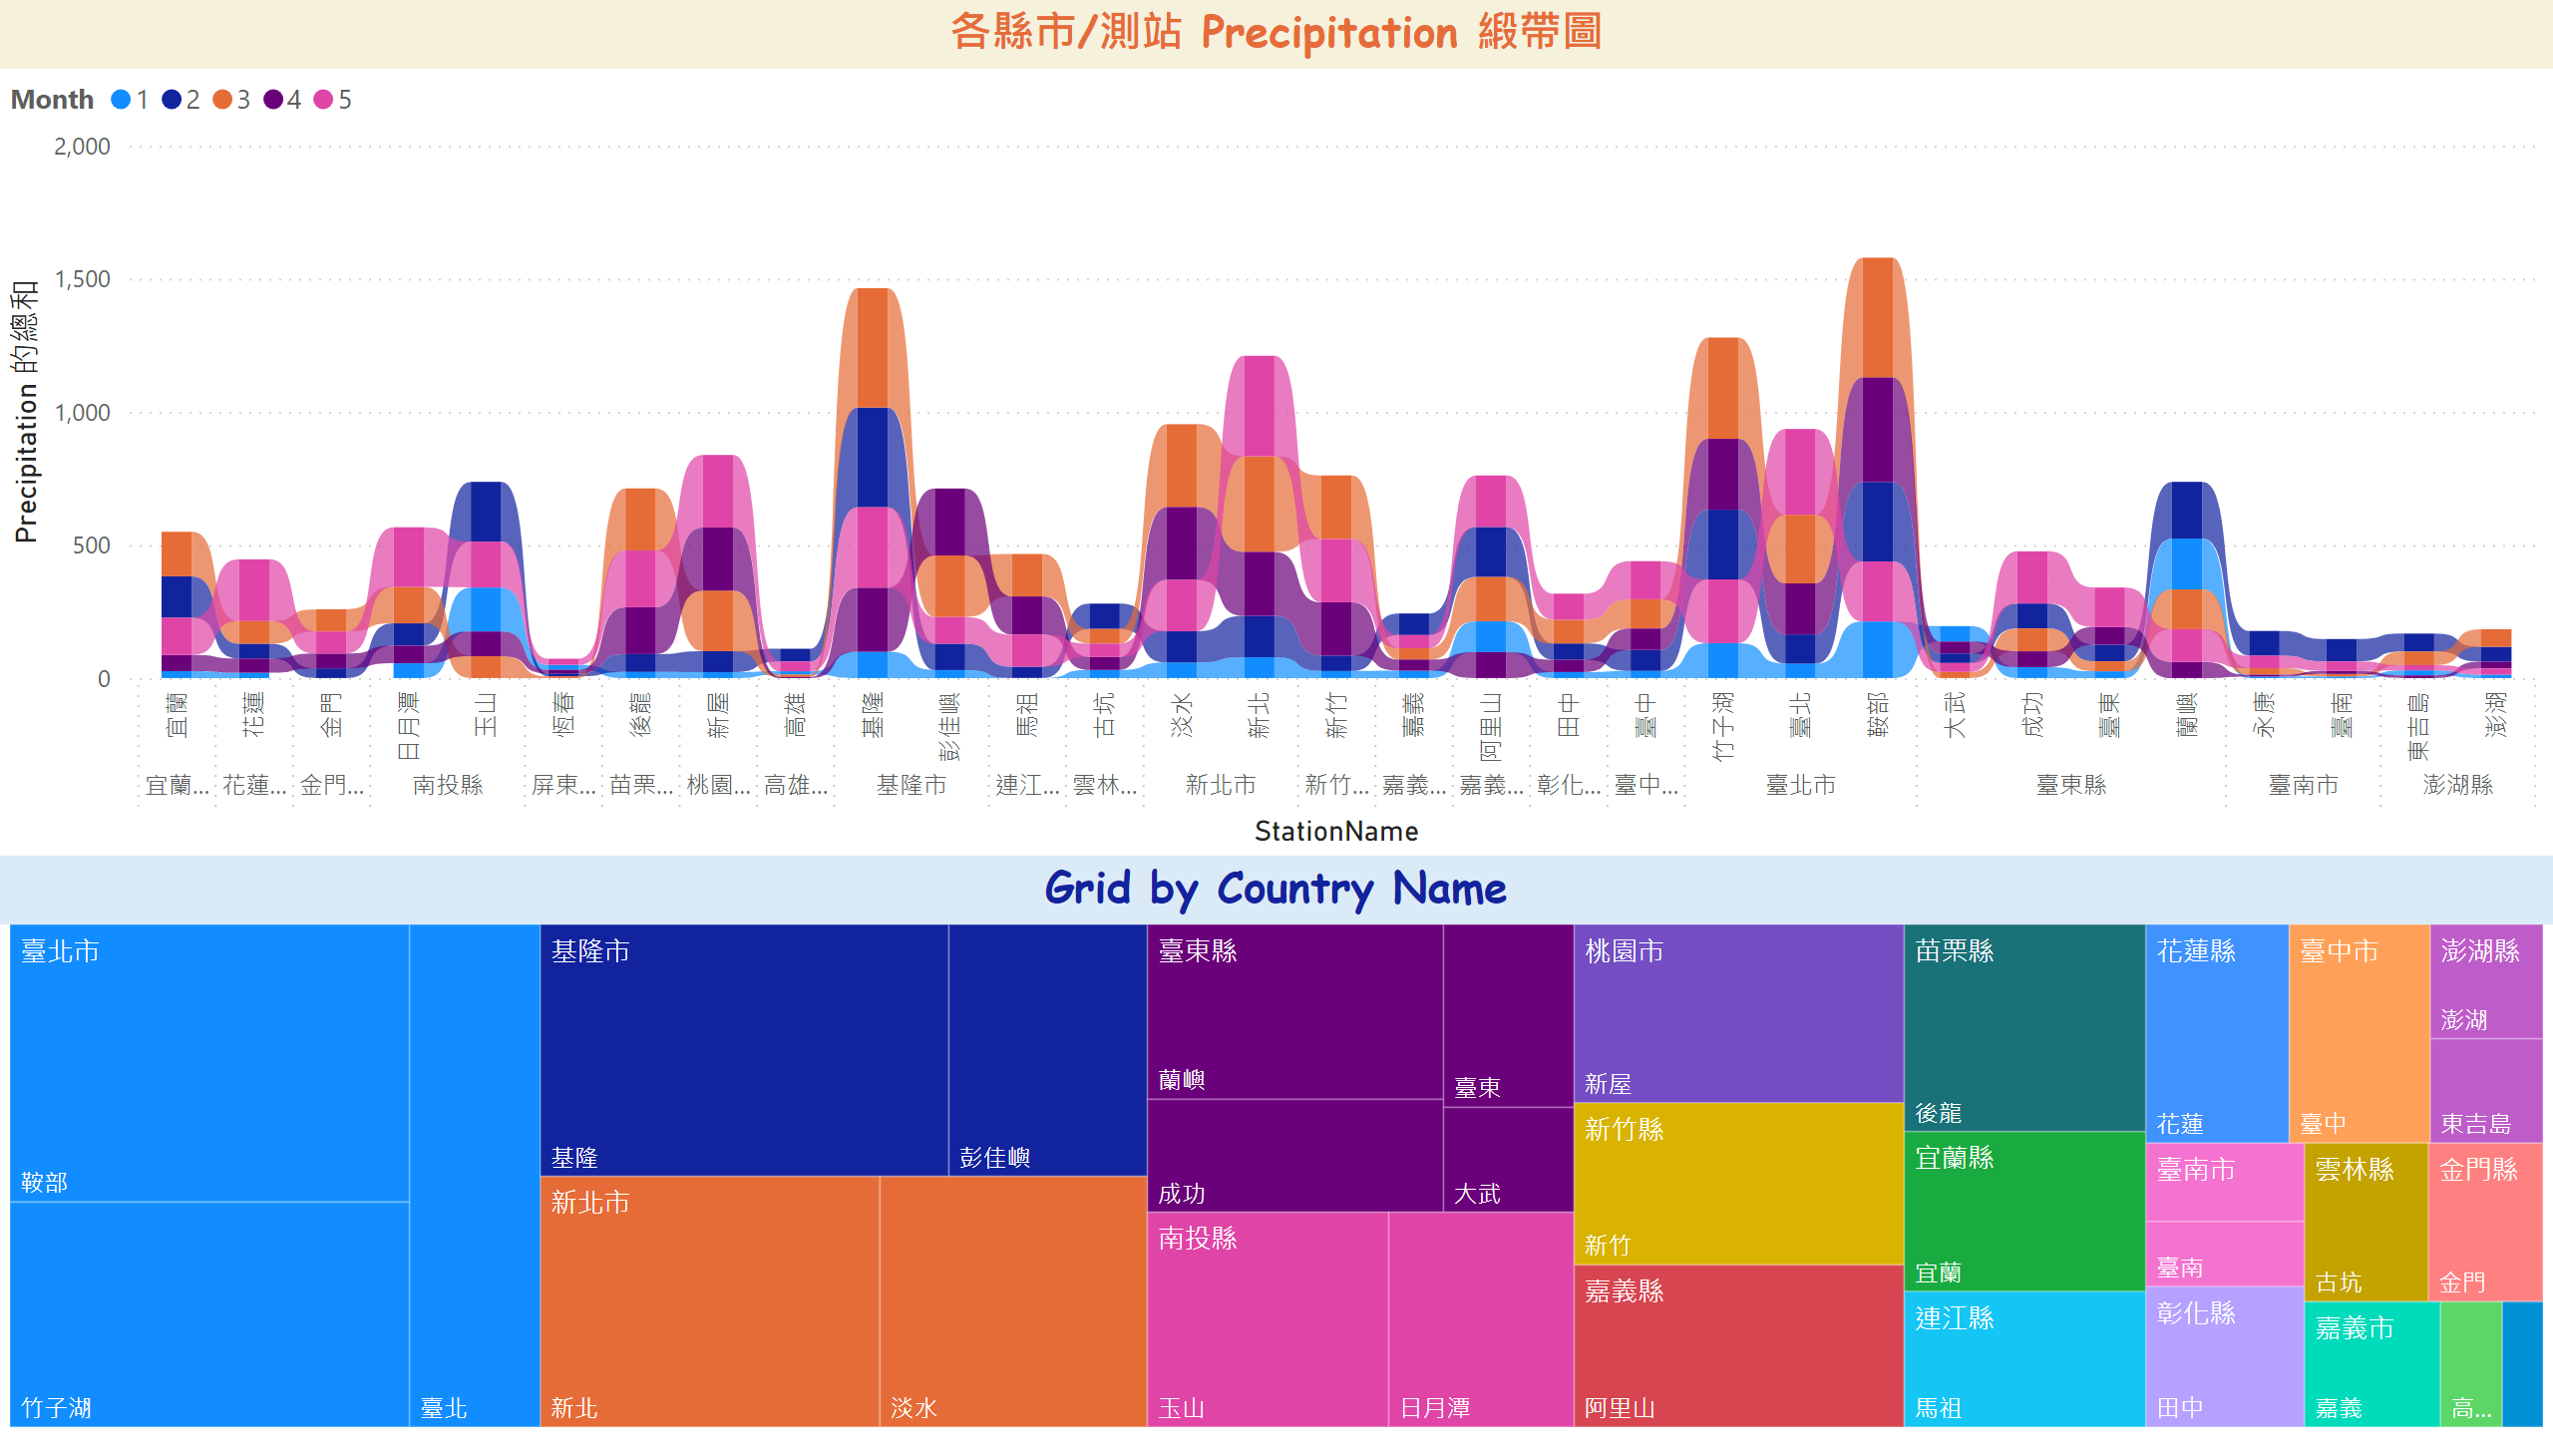 各縣市/測站 Precipitation 緞帶圖
Month 1 2 3 4 5
2,000
1,500
1,000
500
0
Precipitation 的總和
宜蘭 花蓮 金門 日月潭 玉山 恆春 後龍 新屋 高雄 基隆 彭佳嶼 馬祖 古坑 淡水 新北 新竹 嘉義 阿里山 田中 臺中 竹子湖 臺北 鞍部 大武 成功 臺東 蘭嶼 永康 臺南 東吉島 澎湖
宜蘭... 花蓮... 金門... 南投縣 屏東... 苗栗... 桃園... 高雄... 基隆市 連江... 雲林... 新北市 新竹... 嘉義... 嘉義... 彰化... 臺中... 臺北市 臺東縣 臺南市 澎湖縣
StationName
Grid by Country Name
臺北市
鞍部
竹子湖
臺北
基隆市
基隆
彭佳嶼
新北市
新北
淡水
臺東縣
蘭嶼
成功
臺東
大武
南投縣
玉山
日月潭
桃園市
新屋
新竹縣
新竹
嘉義縣
阿里山
苗栗縣
後龍
宜蘭縣
宜蘭
連江縣
馬祖
花蓮縣
花蓮
臺中市
臺中
澎湖縣
澎湖
東吉島
臺南市
臺南
彰化縣
田中
雲林縣
古坑
金門縣
金門
嘉義市
嘉義
高...